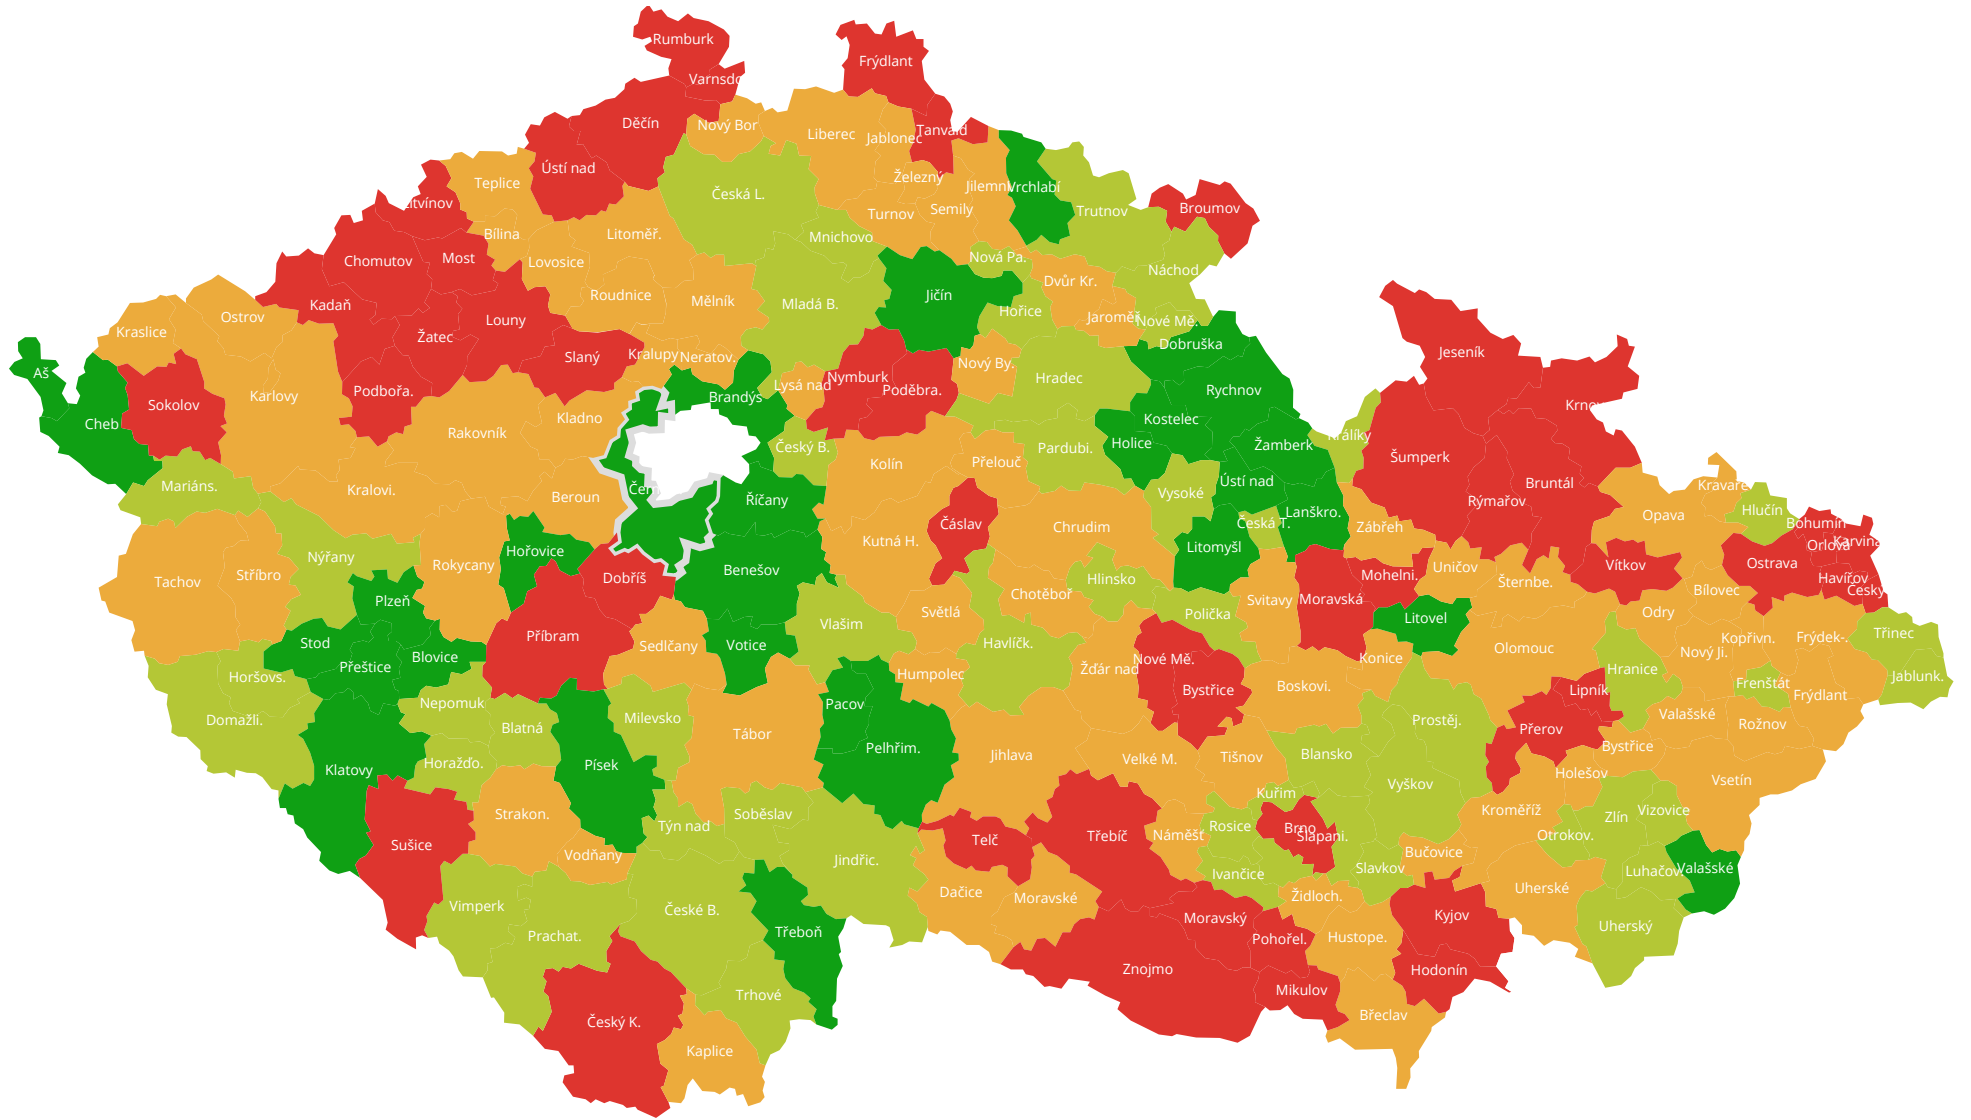 Rumburk
Frýdlant
Varnsdo
Děčín
Nový Bor
Liberec
Jablonec
Tanvald
Ústí nad
Teplice
Česká L.
Železný
Jilemni
Vrchlabí
Litvínov
Turnov
Semily
Trutnov
Broumov
Bílina
Litoměř.
Mnichovo
Chomutov
Most
Lovosice
Nová Pa.
Náchod
Dvůr Kr.
Kadaň
Roudnice
Mělník
Mladá B.
Jičín
Hořice
Jaroměř
Nové Mě.
Ostrov
Kraslice
Louny
Žatec
Dobruška
Slaný
Kralupy
Neratov.
Jeseník
Nový By.
Aš
Nymburk
Hradec
Lysá nad
Poděbra.
Rychnov
Podbořa.
Karlovy
Brandýs
Sokolov
Krnov
Kladno
Kostelec
Cheb
Rakovník
Králíky
Holice
Žamberk
Český B.
Pardubi.
Šumperk
Kolín
Přelouč
Mariáns.
Kralovi.
Čern
Ústí nad
Bruntál
Kravaře
Beroun
Říčany
Vysoké
Rýmařov
Lanškro.
Hlučín
Opava
Čáslav
Chrudim
Česká T.
Zábřeh
Bohumín
Kutná H.
Karviná
Orlová
Hořovice
Litomyšl
Nýřany
Rokycany
Vítkov
Ostrava
Uničov
Stříbro
Tachov
Dobříš
Benešov
Hlinsko
Mohelni.
Šternbe.
Havířov
Český
Chotěboř
Bílovec
Plzeň
Svitavy
Moravská
Světlá
Polička
Odry
Litovel
Vlašim
Příbram
Havlíčk.
Kopřivn.
Frýdek-.
Třinec
Stod
Sedlčany
Votice
Olomouc
Nový Ji.
Blovice
Nové Mě.
Konice
Přeštice
Žďár nad
Hranice
Humpolec
Horšovs.
Jablunk.
Frenštát
Boskovi.
Bystřice
Lipník
Frýdlant
Nepomuk
Pacov
Milevsko
Domažli.
Prostěj.
Valašské
Rožnov
Blatná
Přerov
Tábor
Pelhřim.
Bystřice
Jihlava
Blansko
Tišnov
Velké M.
Horažďo.
Písek
Klatovy
Holešov
Vsetín
Vyškov
Kuřim
Kroměříž
Vizovice
Strakon.
Soběslav
Zlín
Týn nad
Rosice
Brno
Náměšť
Třebíč
Šlapani.
Otrokov.
Telč
Sušice
Vodňany
Bučovice
Jindřic.
Slavkov
Valašské
Luhačov.
Ivančice
Uherské
Dačice
Židloch.
Moravské
Vimperk
České B.
Kyjov
Moravský
Uherský
Třeboň
Prachat.
Hustope.
Pohořel.
Znojmo
Hodonín
Mikulov
Trhové
Břeclav
Český K.
Kaplice